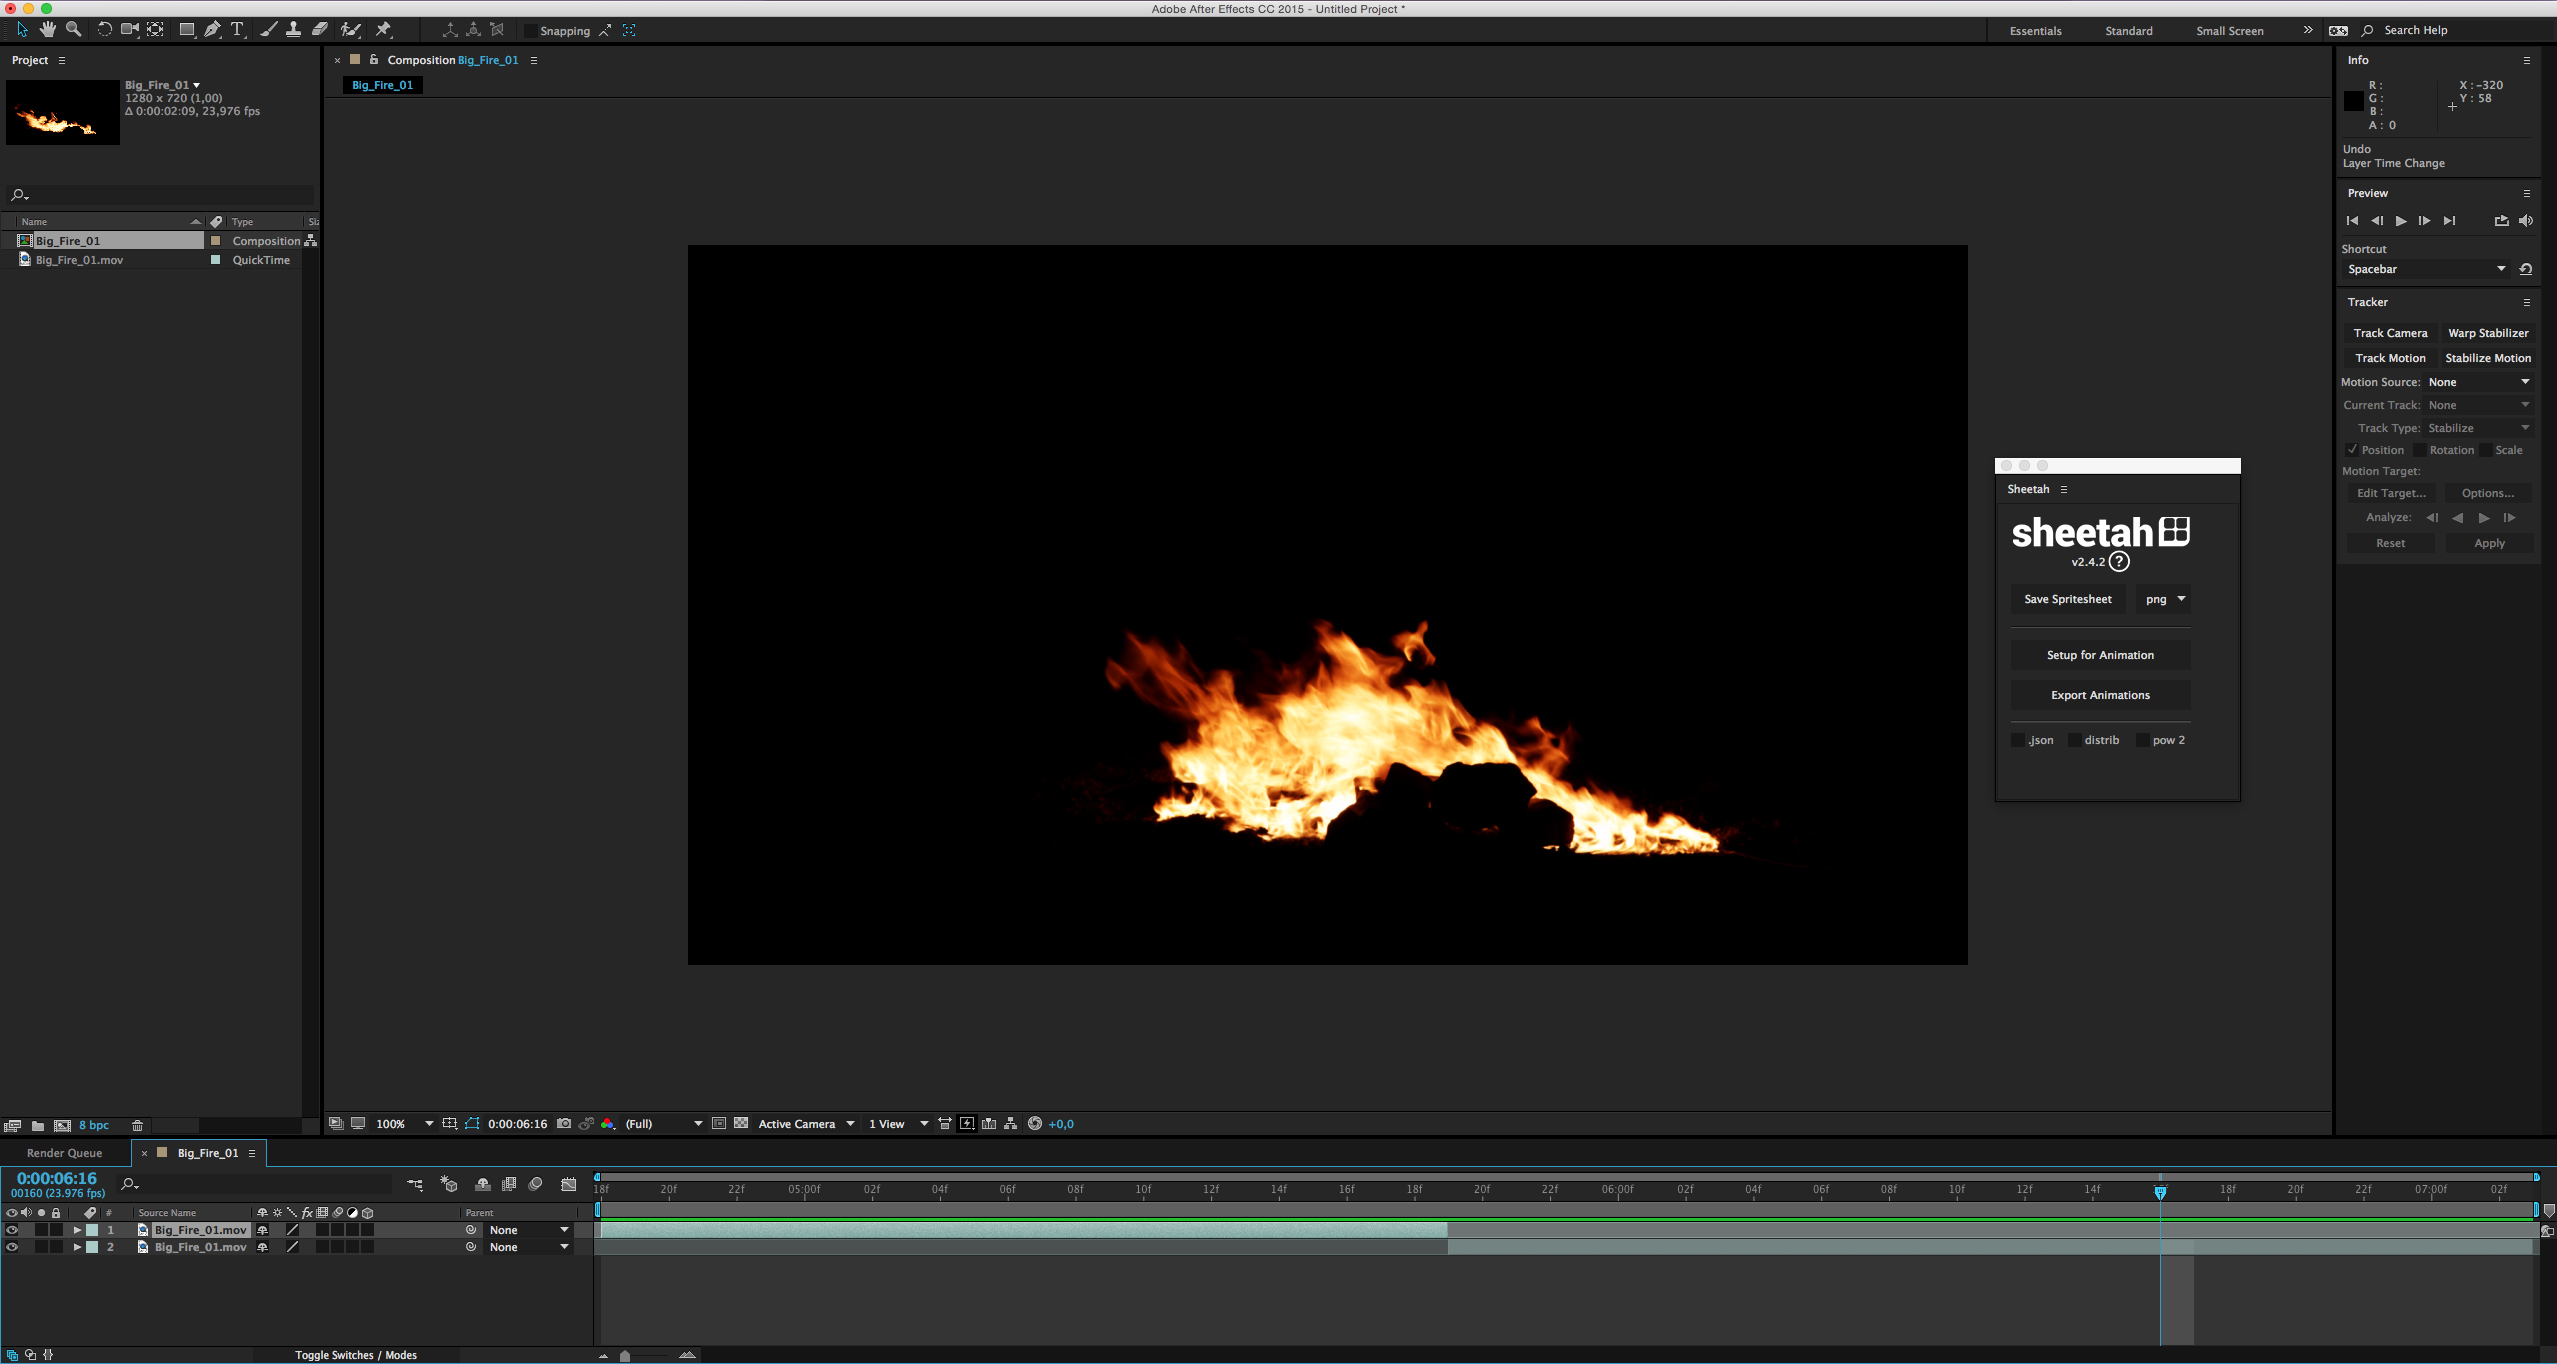 Adobe After Effects CC 2015 - Untitled Project *
Snapping
Essentials
Standard
Small Screen
Search Help
Project
Big_Fire_01
1280 x 720 (1,00)
Δ 0:00:02:09, 23,976 fps
Name
Type
Siz
Big_Fire_01
Composition
Big_Fire_01.mov
QuickTime
8 bpc
Composition Big_Fire_01
Big_Fire_01
100%
0:00:06:16
(Full)
Active Camera
1 View
+0,0
Info
R :
G :
B :
A : 0
X : -320
Y : 58
Undo
Layer Time Change
Preview
Shortcut
Spacebar
Tracker
Track Camera
Warp Stabilizer
Track Motion
Stabilize Motion
Motion Source: None
Current Track: None
Track Type: Stabilize
Position
Rotation
Scale
Motion Target:
Edit Target...
Options...
Analyze:
Reset
Apply
Sheetah
sheetah
v2.4.2 ?
Save Spritesheet
png
Setup for Animation
Export Animations
.json
distrib
pow 2
Render Queue
Big_Fire_01
0:00:06:16
00160 (23.976 fps)
18f 20f 22f 05:00f 02f 04f 06f 08f 10f 12f 14f 16f 18f 20f 22f 06:00f 02f 04f 06f 08f 10f 12f 14f 18f 20f 22f 07:00f 02f
# Source Name fx Parent
1 Big_Fire_01.mov None
2 Big_Fire_01.mov None
Toggle Switches / Modes